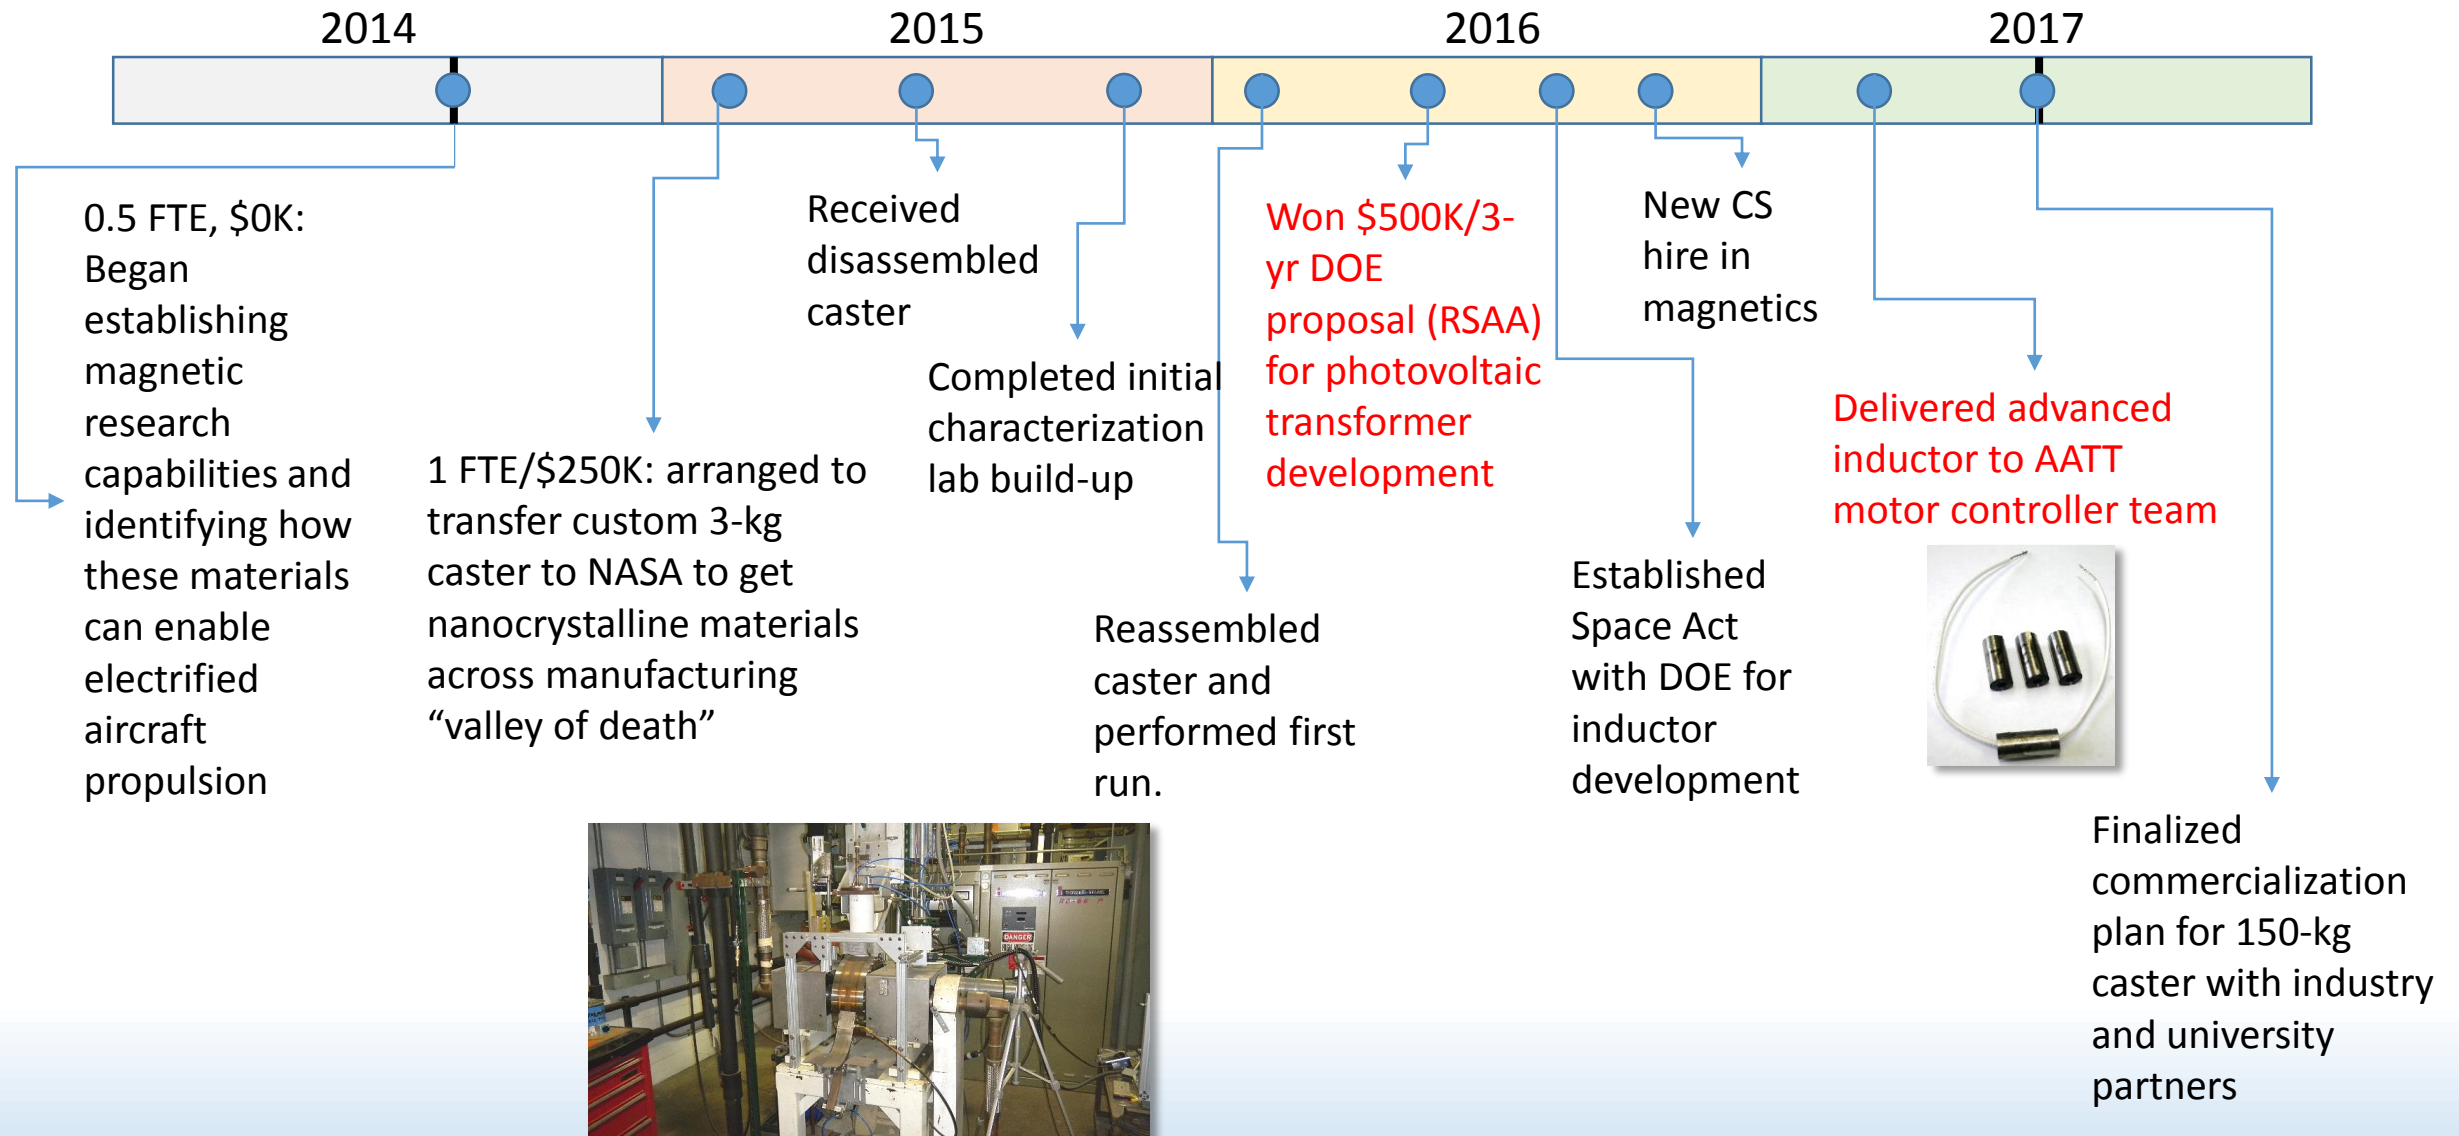 2014
2015
2016
2017
0.5 FTE, $0K:
Began
establishing
magnetic
research
capabilities and
identifying how
these materials
can enable
electrified
aircraft
propulsion
1 FTE/$250K: arranged to
transfer custom 3-kg
caster to NASA to get
nanocrystalline materials
across manufacturing
“valley of death”
Received
disassembled
caster
Completed initial
characterization
lab build-up
Reassembled
caster and
performed first
run.
Won $500K/3-
yr DOE
proposal (RSAA)
for photovoltaic
transformer
development
Established
Space Act
with DOE for
inductor
development
New CS
hire in
magnetics
Delivered advanced
inductor to AATT
motor controller team
Finalized
commercialization
plan for 150-kg
caster with industry
and university
partners
DANGER